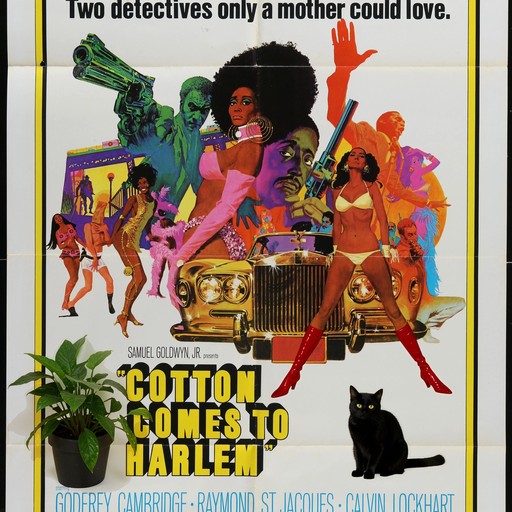 Two detectives only a mother could love.
SAMUEL GOLDWYN, JR. presents
"COTTON
COMES TO
HARLEM"
GODFREY CAMBRIDGE · RAYMOND ST. JACQUES · CALVIN LOCKHART